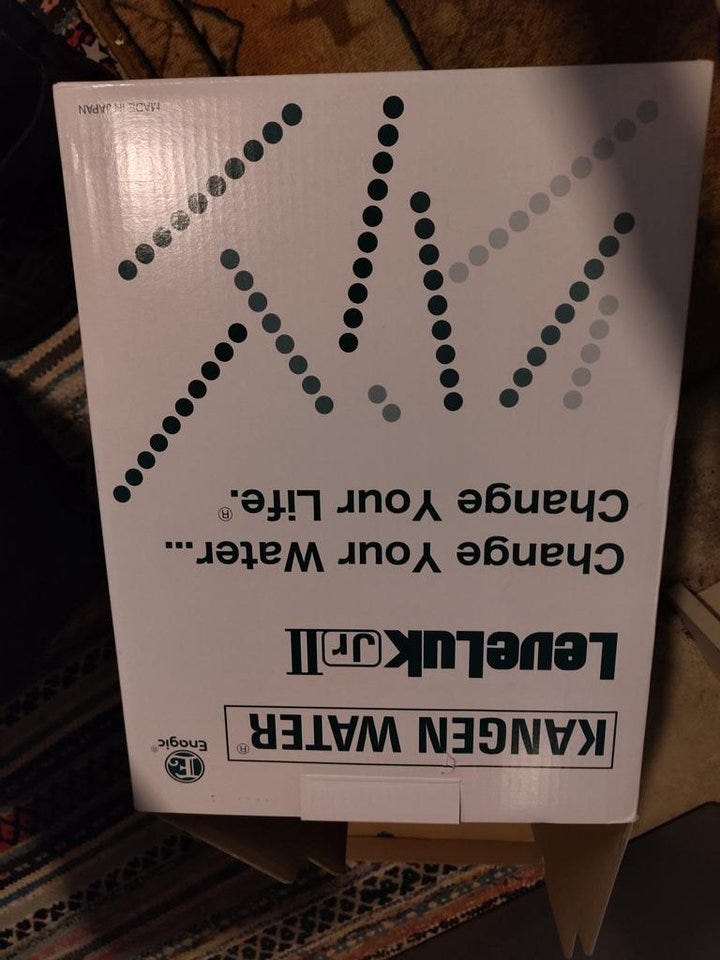 Enagic®
KANGEN WATER®
LeveLuk Jr II
Change Your Water...
Change Your Life.®
MADE IN JAPAN